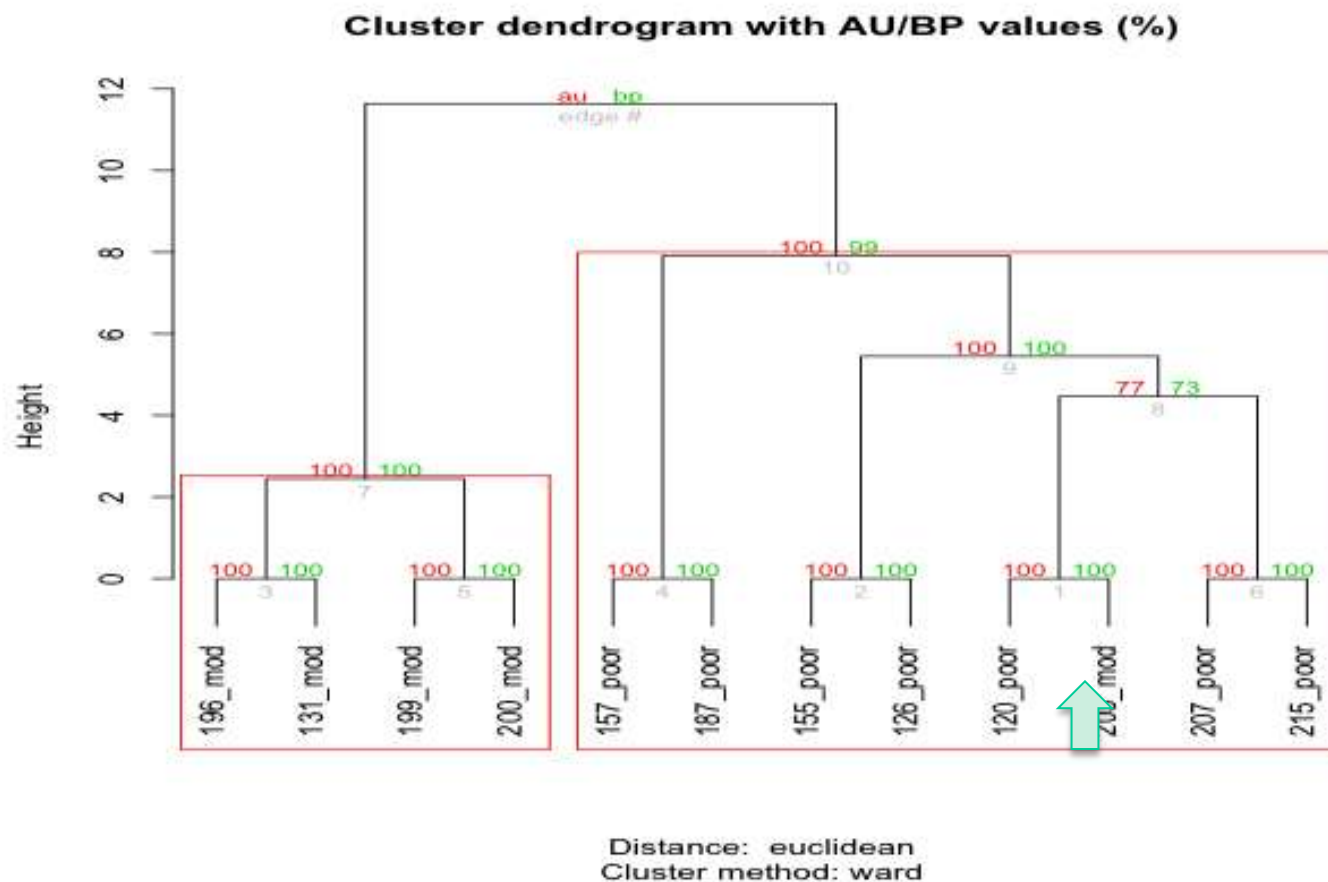 Cluster dendrogram with AU/BP values (%)
12
10
8
6
4
2
0
Height
au bp
edge #
100 99
10
100 100
9
77 73
8
100 100
7
100 100
3
100 100
5
100 100
4
100 100
2
100 100
1
100 100
6
196_mod
131_mod
199_mod
200_mod
157_poor
187_poor
155_poor
126_poor
120_poor
207_poor
215_poor
Distance: euclidean
Cluster method: ward